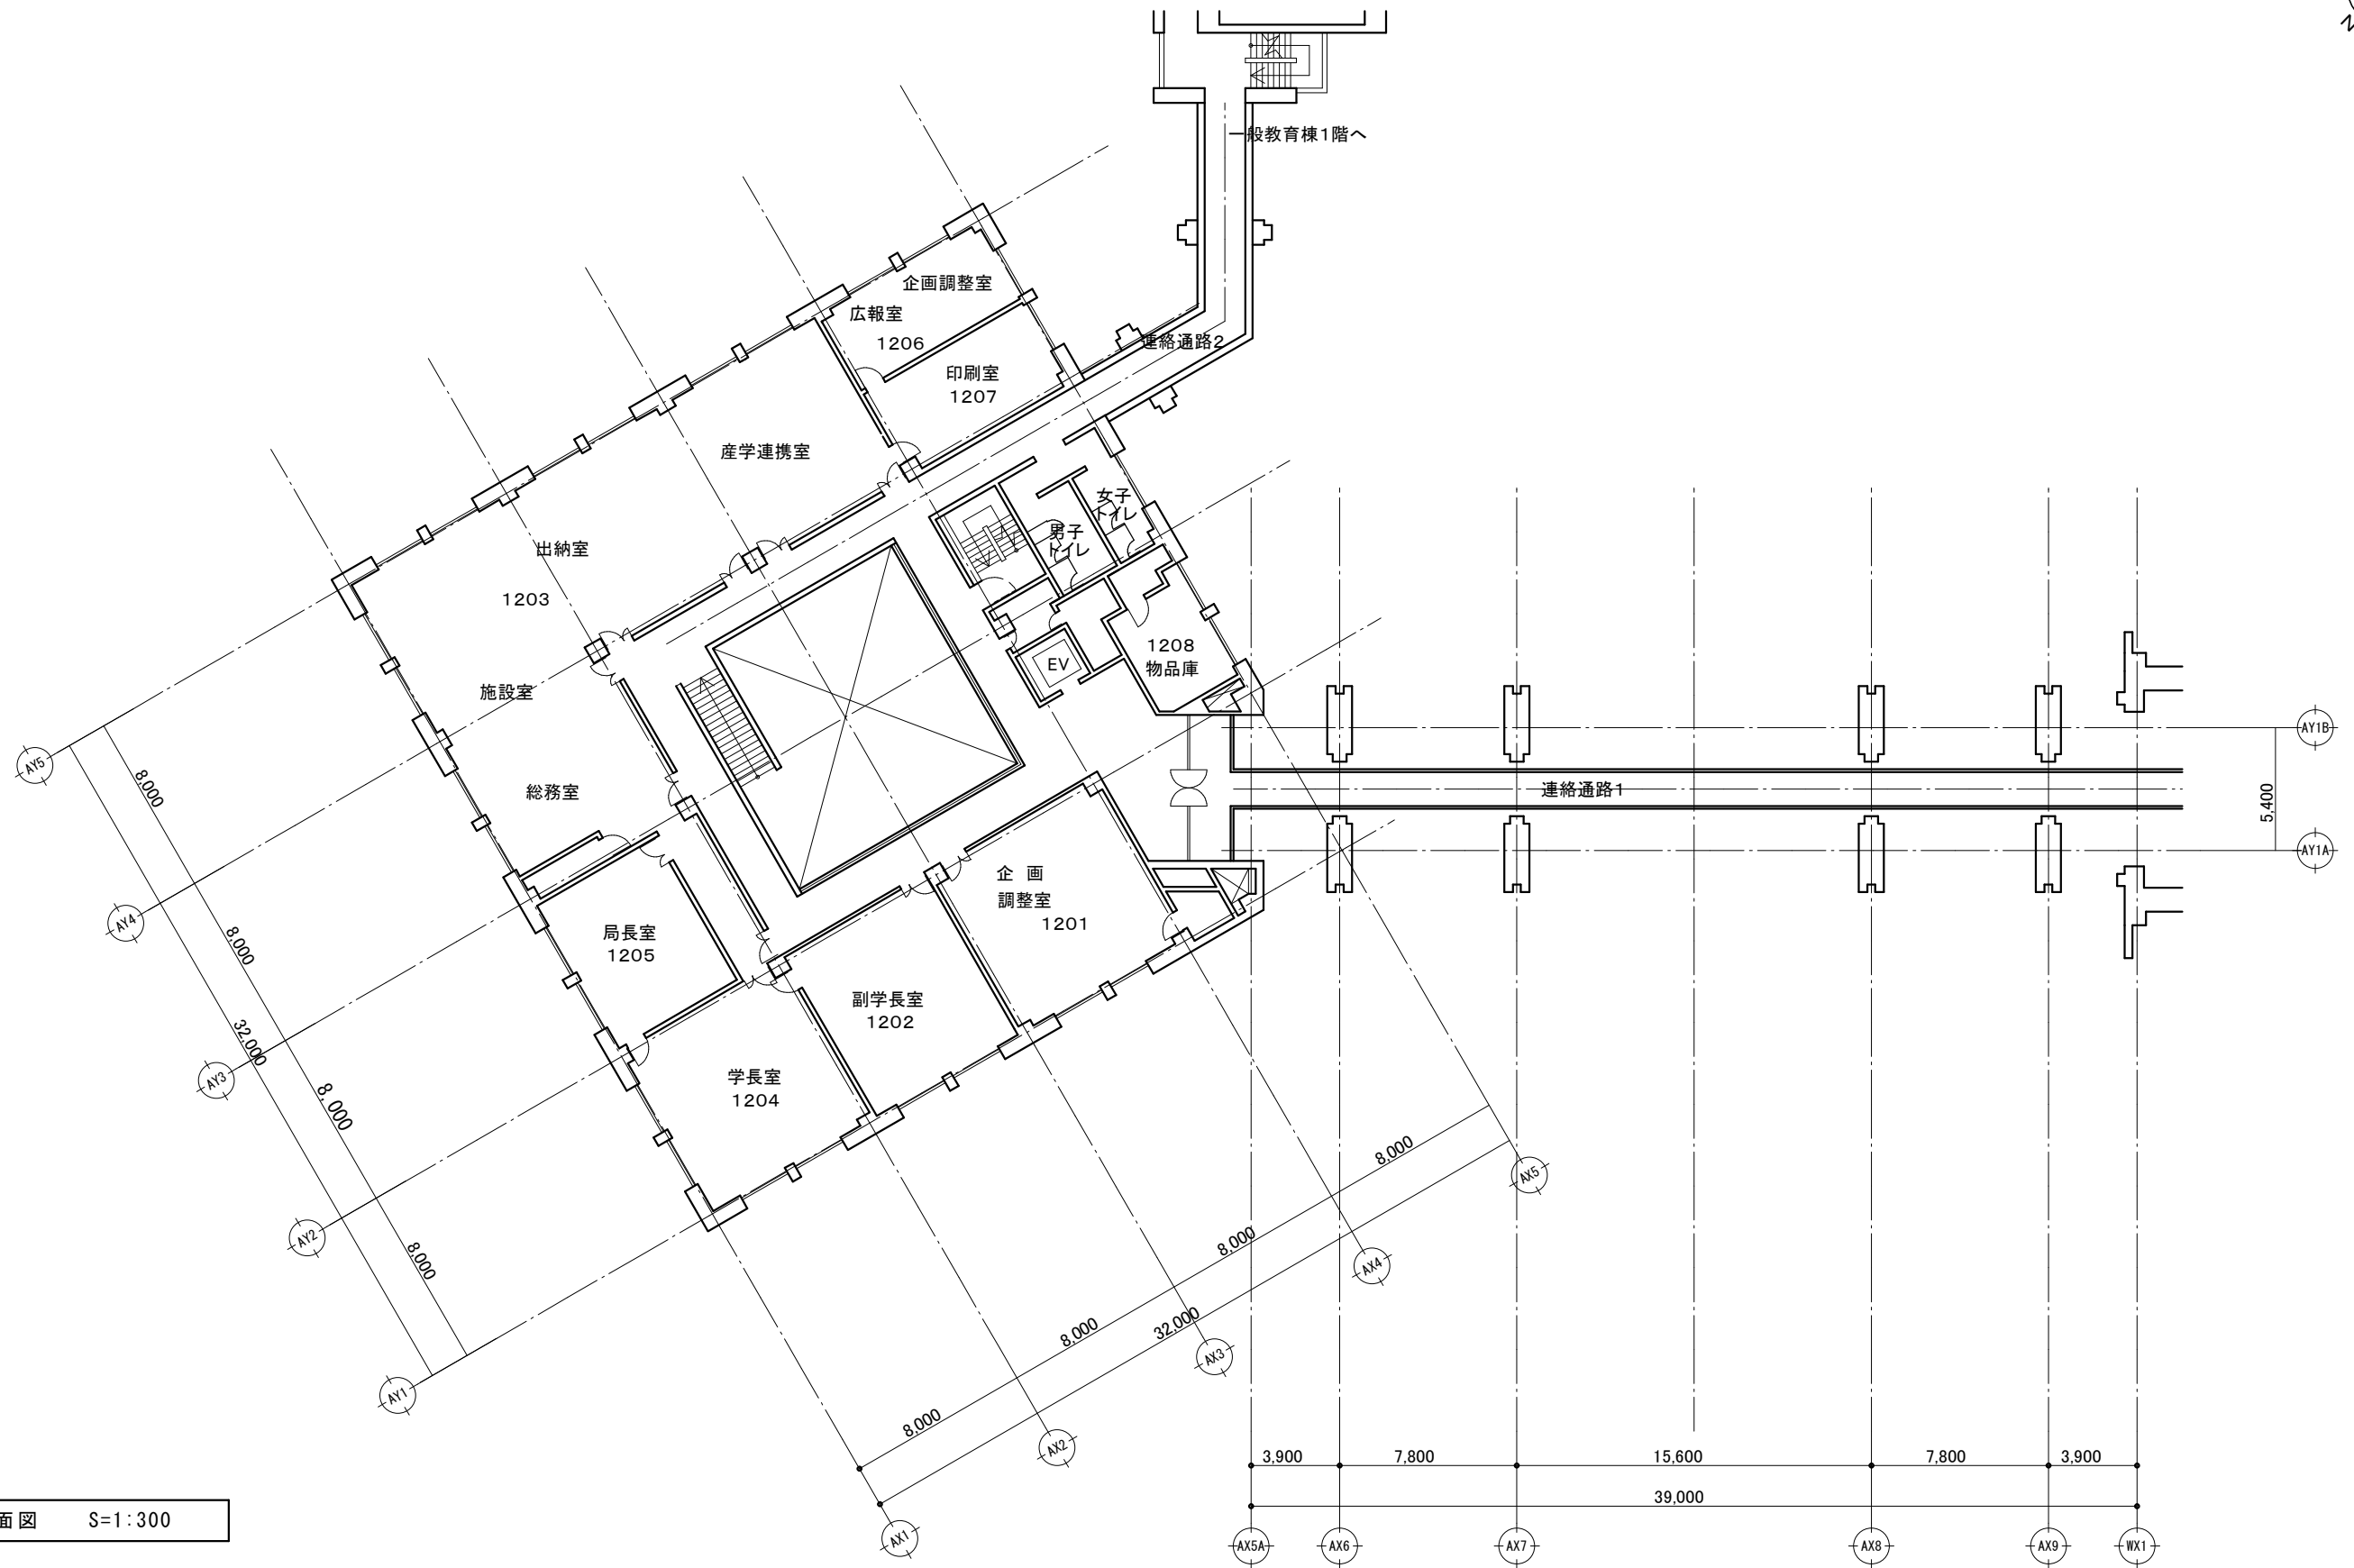 N
一般教育棟1階へ
企画調整室
広報室
1206
連絡通路2
印刷室
1207
産学連携室
女子
トイレ
男子
トイレ
出納室
1203
1208
物品庫
EV
施設室
総務室
連絡通路1
AY1B
5,400
AY1A
AY5
8,000
企 画
調整室
1201
AY4
8,000
局長室
1205
副学長室
1202
32,000
AY3
8,000
学長室
1204
AY2
8,000
AY1
8,000
AX5
8,000
AX4
8,000
32,000
AX3
8,000
AX2
AX1
3,900
7,800
15,600
7,800
3,900
39,000
面図 S=1:300
AX5A
AX6
AX7
AX8
AX9
WX1